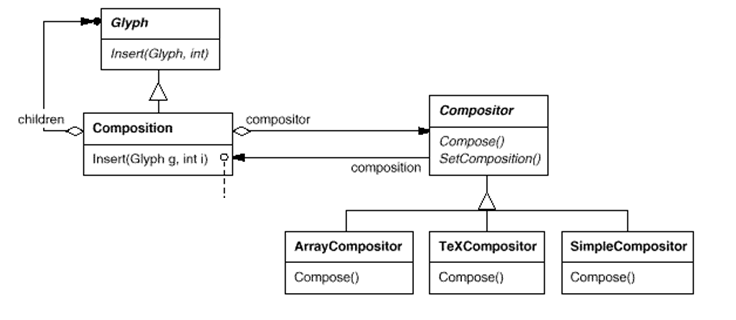 Glyph
Insert(Glyph, int)
children
Composition
compositor
Insert(Glyph g, int i)
composition
Compositor
Compose()
SetComposition()
ArrayCompositor
Compose()
TeXCompositor
Compose()
SimpleCompositor
Compose()